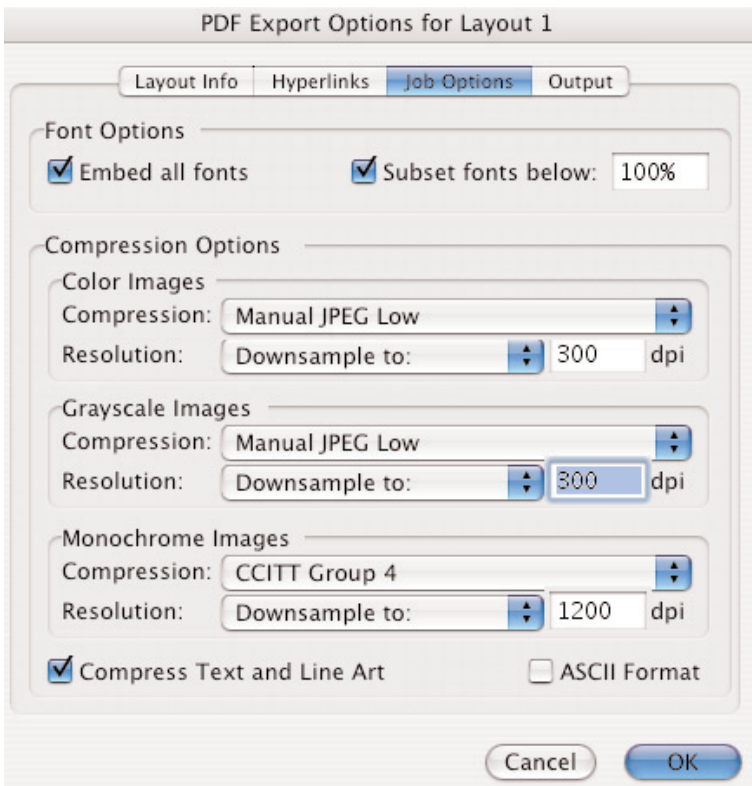 PDF Export Options for Layout 1
Layout Info Hyperlinks Job Options Output
Font Options
Embed all fonts Subset fonts below: 100%
Compression Options
Color Images
Compression: Manual JPEG Low
Resolution: Downsample to: 300 dpi
Grayscale Images
Compression: Manual JPEG Low
Resolution: Downsample to: 300 dpi
Monochrome Images
Compression: CCITT Group 4
Resolution: Downsample to: 1200 dpi
Compress Text and Line Art ASCII Format
Cancel OK